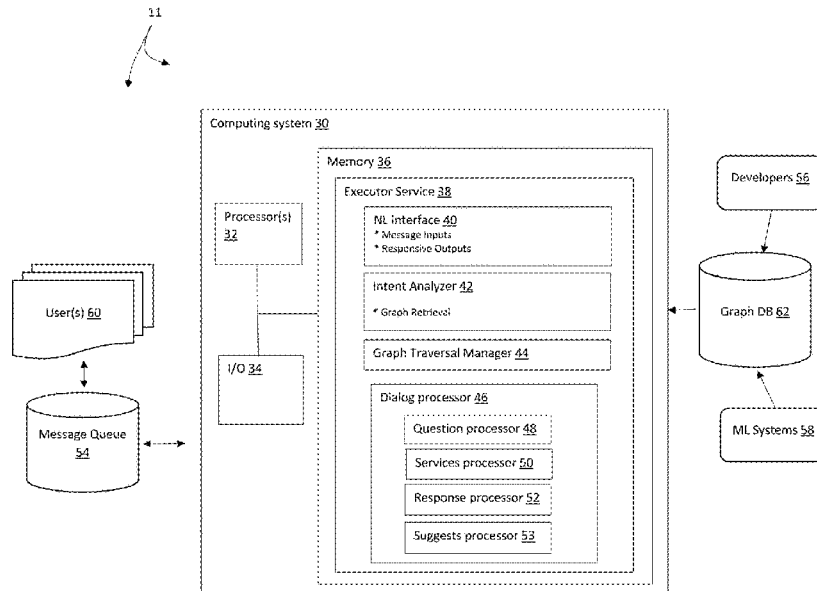 11
Computing system 30
Memory 36
Executor Service 38
Processor(s)
32
NL interface 40
* Message Inputs
* Responsive Outputs
Intent Analyzer 42
* Graph Retrieval
Graph Traversal Manager 44
I/O 34
Dialog processor 46
Question processor 48
Services processor 50
Response processor 52
Suggests processor 53
User(s) 60
Message Queue
54
Developers 56
Graph DB 62
ML Systems 58